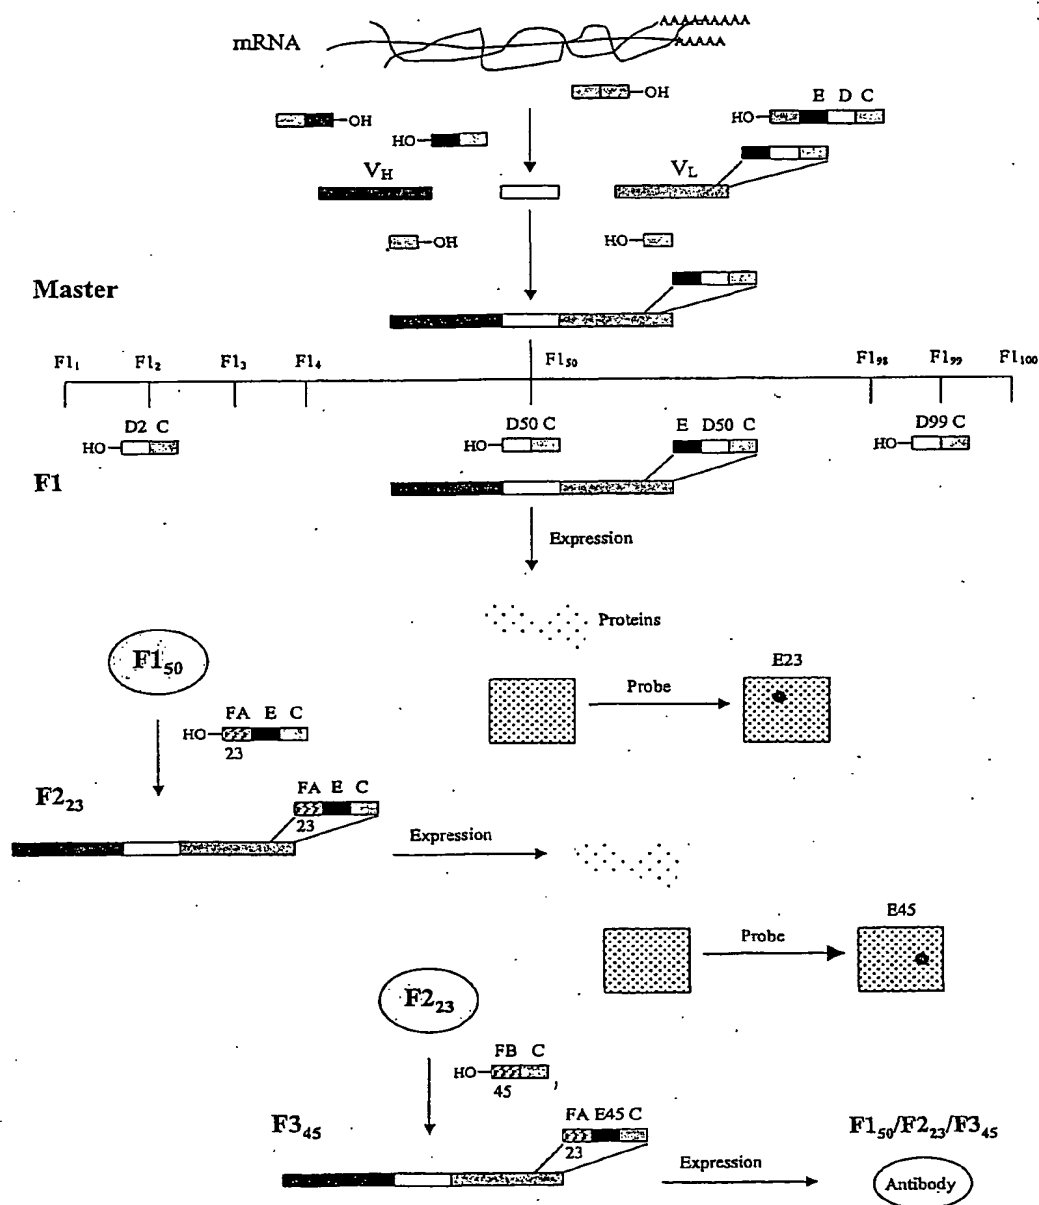 AAAAAAAAA
mRNA
AAAAA
OH
E D C
HO
OH
HO
VH
VL
OH
HO
Master
F1₁ F1₂ F1₃ F1₄ F1₅₀ F1₉₈ F1₉₉ F1₁₀₀
D2 C
HO
D50 C
HO
E D50 C
D99 C
HO
F1
Expression
Proteins
F1₅₀
E23
Probe
FA E C
HO
23
F2₂₃
FA E C
23
Expression
E45
Probe
F2₂₃
FB C
HO
45
F3₄₅
FA E45 C
23
F1₅₀/F2₂₃/F3₄₅
Expression
Antibody